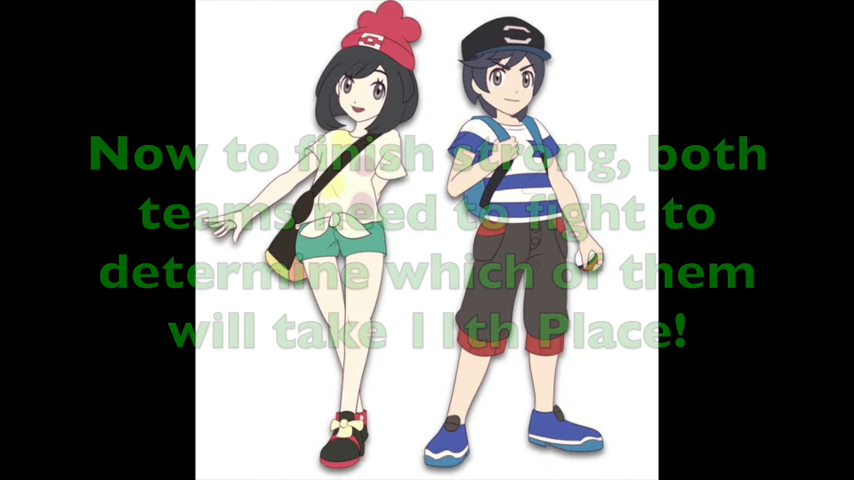 Now to finish strong, both
teams need to fight to
determine which of them
will take 11th Place!